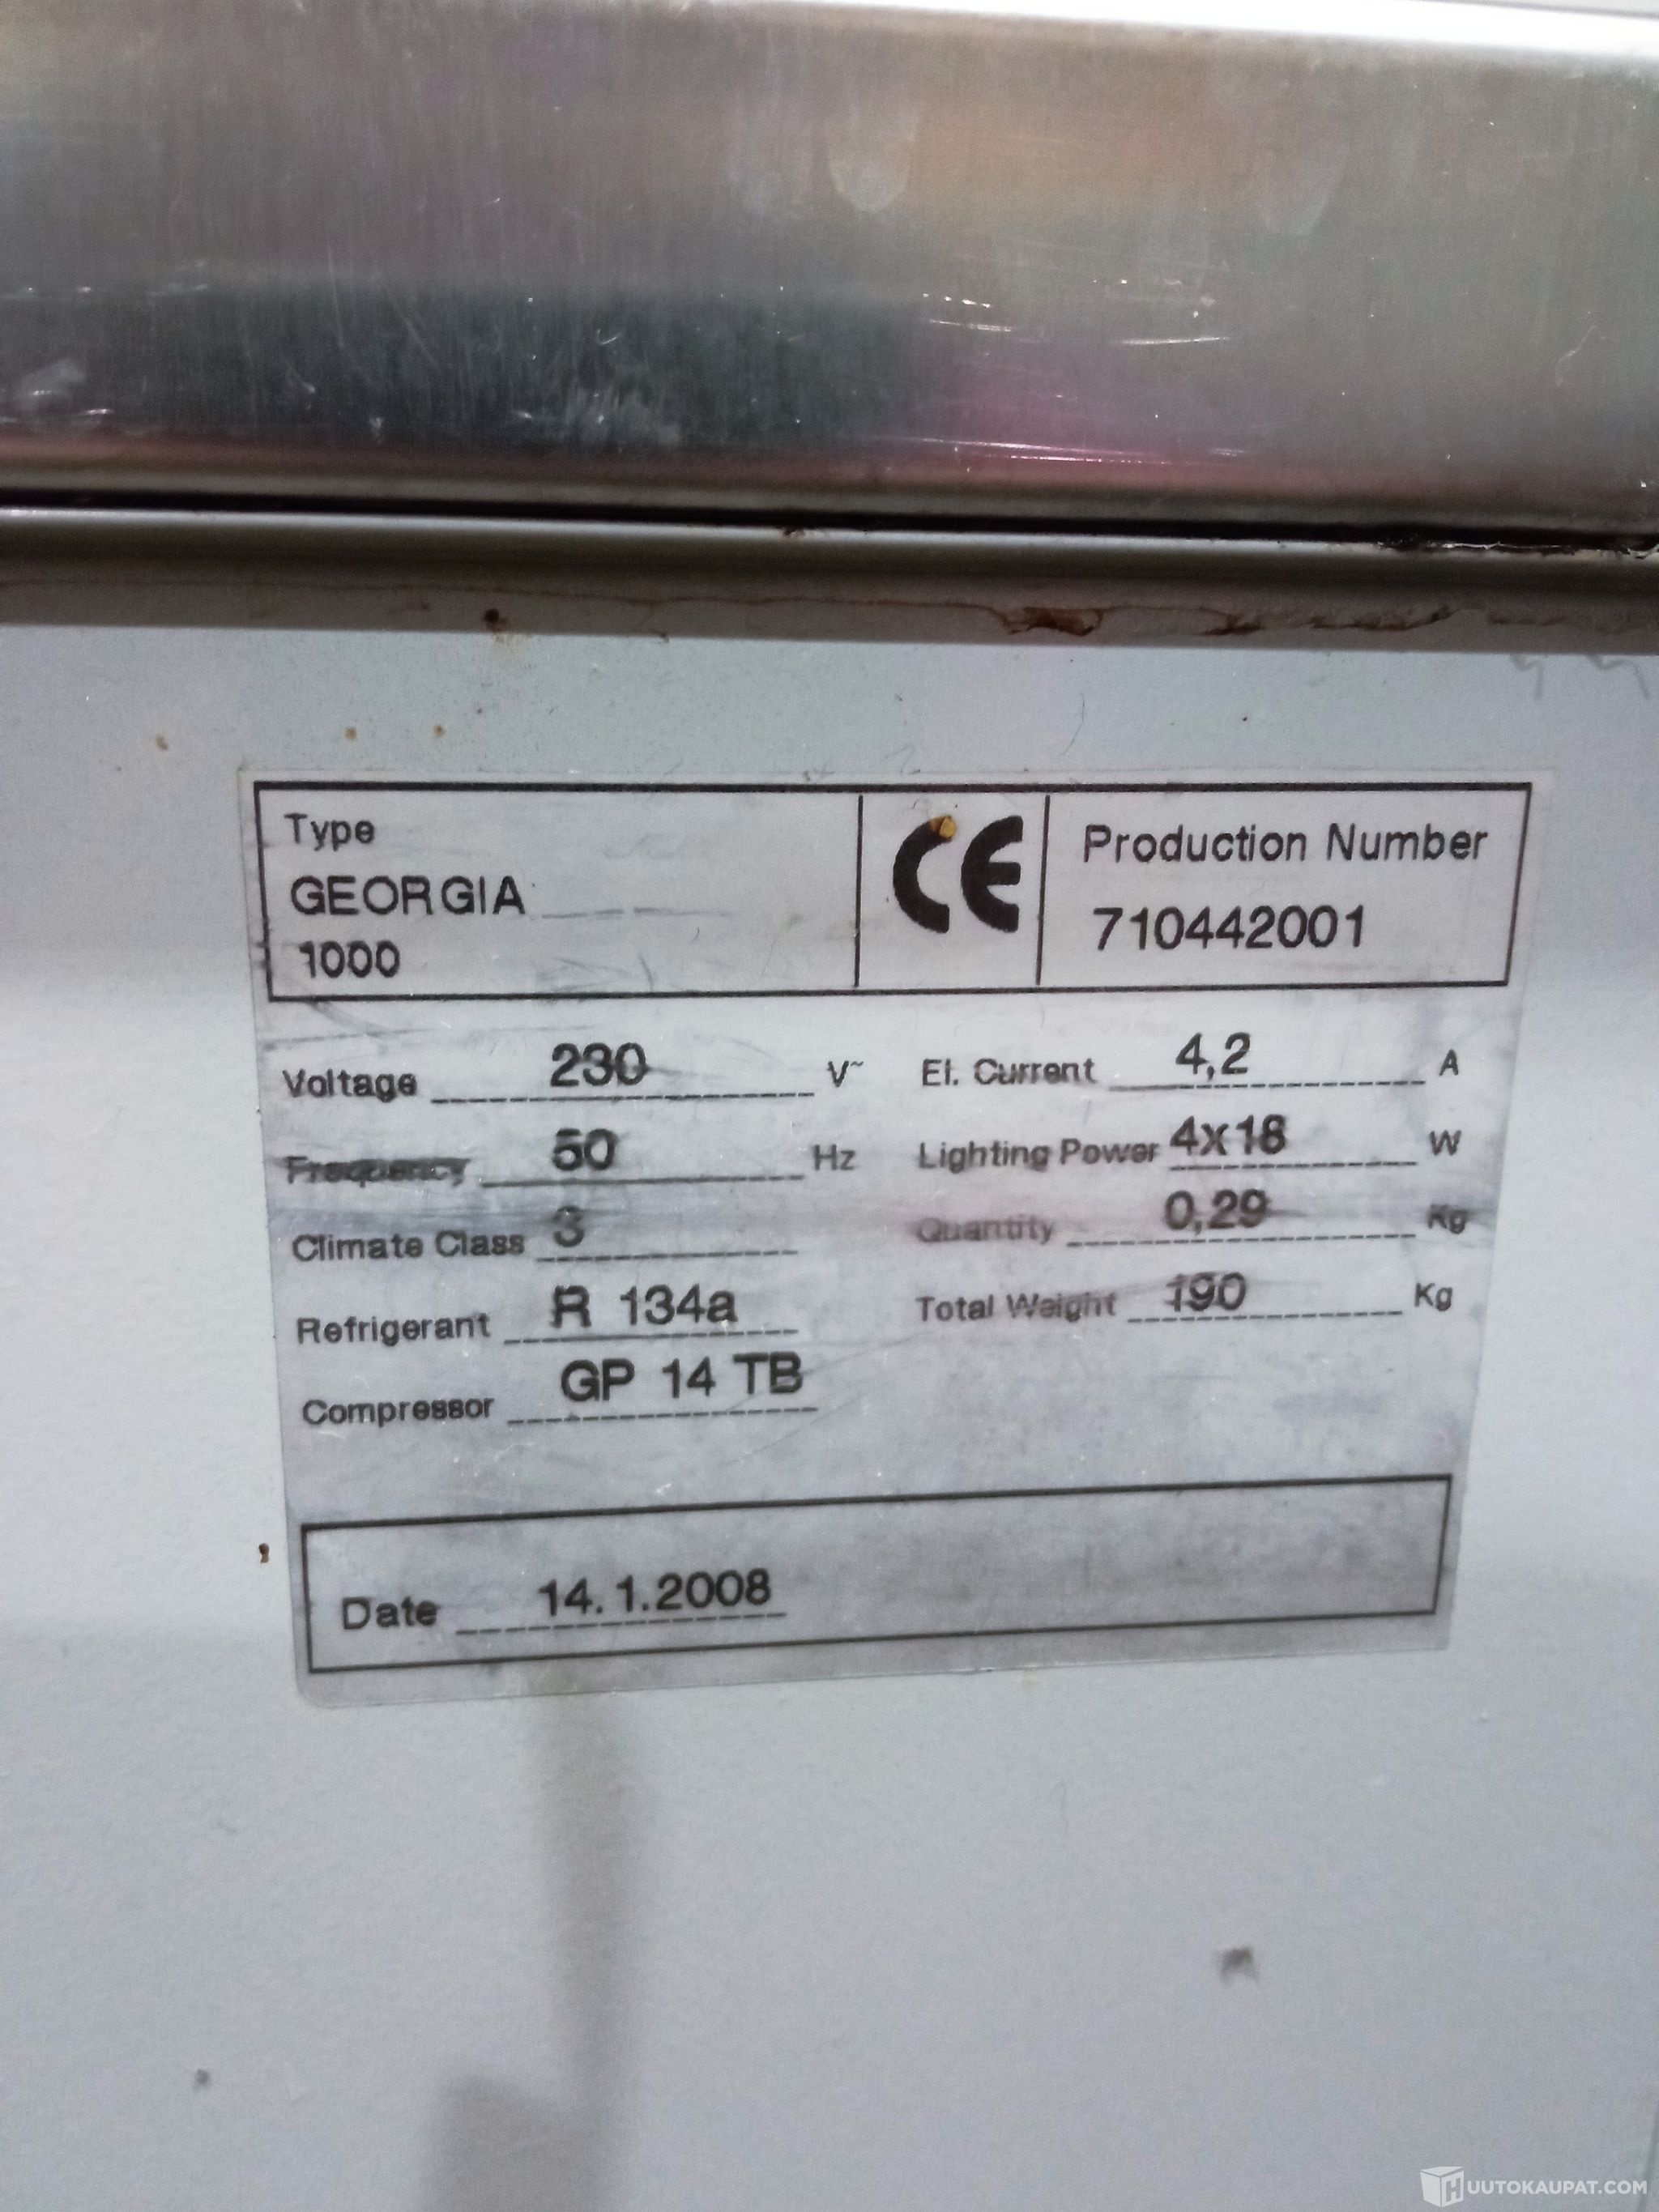 Type
GEORGIA
1000
CE
Production Number
710442001
Voltage 230 V~
El. Current 4,2 A
Frequency 50 Hz
Lighting Power 4x18 W
Climate Class 3
Quantity 0,29 Kg
Refrigerant R 134a
Total Weight 190 Kg
Compressor GP 14 TB
Date 14.1.2008
HUUTOKAUPAT.COM